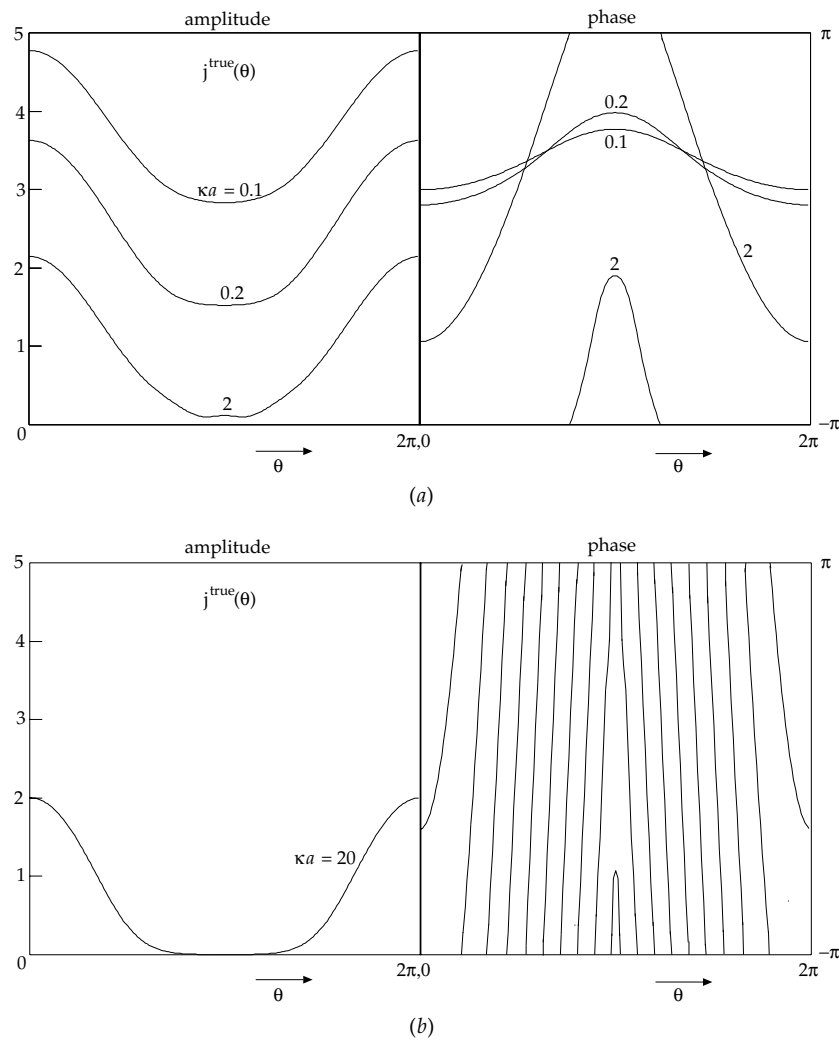 amplitude phase
5 π
j^true(θ)
4
0.2
0.1
3
κa = 0.1
2
0.2
2
2
1
2
0 2π,0 2π −π
θ θ
(a)
amplitude phase
5 π
j^true(θ)
4
3
2
κa = 20
1
0 2π,0 2π −π
θ θ
(b)